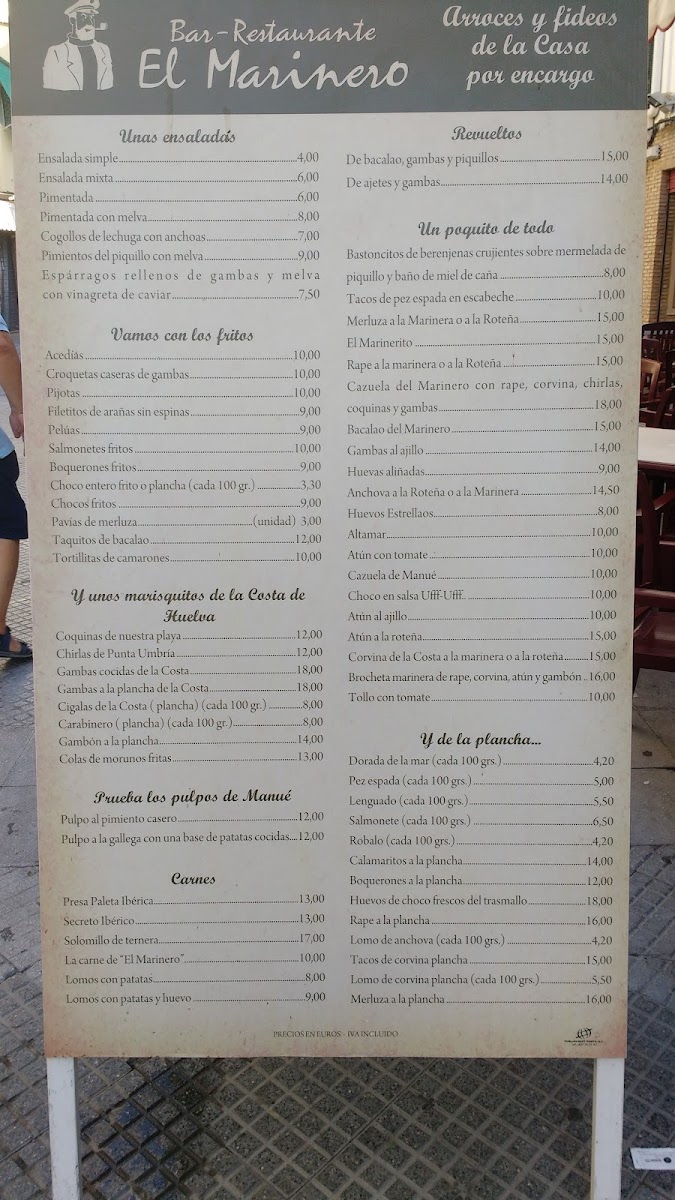 Bar-Restaurante
El Marinero
Arroces y fideos
de la Casa
por encargo
Unas ensaladas
Ensalada simple 4,00
Ensalada mixta 6,00
Pimentada 6,00
Pimentada con melva 8,00
Cogollos de lechuga con anchoas 7,00
Pimientos del piquillo con melva 9,00
Espárragos rellenos de gambas y melva
con vinagreta de caviar 7,50
Vamos con los fritos
Acedías 10,00
Croquetas caseras de gambas 10,00
Pijotas 10,00
Filetitos de arañas sin espinas 9,00
Pelúas 9,00
Salmonetes fritos 10,00
Boquerones fritos 9,00
Choco entero frito o plancha (cada 100 gr.) 3,30
Chocos fritos 9,00
Pavías de merluza (unidad) 3,00
Taquitos de bacalao 12,00
Tortillitas de camarones 10,00
Y unos marisquitos de la Costa de
Huelva
Coquinas de nuestra playa 12,00
Chirlas de Punta Umbría 12,00
Gambas cocidas de la Costa 18,00
Gambas a la plancha de la Costa 18,00
Cigalas de la Costa ( plancha) (cada 100 gr.) 8,00
Carabinero ( plancha) (cada 100 gr.) 8,00
Gambón a la plancha 14,00
Colas de morunos fritas 13,00
Prueba los pulpos de Manué
Pulpo al pimiento casero 12,00
Pulpo a la gallega con una base de patatas cocidas 12,00
Carnes
Presa Paleta Ibérica 13,00
Secreto Ibérico 13,00
Solomillo de ternera 17,00
La carne de "El Marinero" 10,00
Lomos con patatas 8,00
Lomos con patatas y huevo 9,00
Revueltos
De bacalao, gambas y piquillos 15,00
De ajetes y gambas 14,00
Un poquito de todo
Bastoncitos de berenjenas crujientes sobre mermelada de
piquillo y baño de miel de caña 8,00
Tacos de pez espada en escabeche 10,00
Merluza a la Marinera o a la Roteña 15,00
El Marinerito 15,00
Rape a la marinera o a la Roteña 15,00
Cazuela del Marinero con rape, corvina, chirlas,
coquinas y gambas 18,00
Bacalao del Marinero 15,00
Gambas al ajillo 14,00
Huevas aliñadas 9,00
Anchova a la Roteña o a la Marinera 14,50
Huevos Estrellaos 8,00
Altamar 10,00
Atún con tomate 10,00
Cazuela de Manué 10,00
Choco en salsa Ufff-Ufff 10,00
Atún al ajillo 10,00
Atún a la roteña 15,00
Corvina de la Costa a la marinera o a la roteña 15,00
Brocheta marinera de rape, corvina, atún y gambón 16,00
Tollo con tomate 10,00
Y de la plancha...
Dorada de la mar (cada 100 grs.) 4,20
Pez espada (cada 100 grs.) 5,00
Lenguado (cada 100 grs.) 5,50
Salmonete (cada 100 grs.) 6,50
Robalo (cada 100 grs.) 4,20
Calamaritos a la plancha 14,00
Boquerones a la plancha 12,00
Huevos de choco frescos del trasmallo 18,00
Rape a la plancha 16,00
Lomo de anchova (cada 100 grs.) 4,20
Tacos de corvina plancha 15,00
Lomo de corvina plancha (cada 100 grs.) 5,50
Merluza a la plancha 16,00
PRECIOS EN EUROS - IVA INCLUIDO